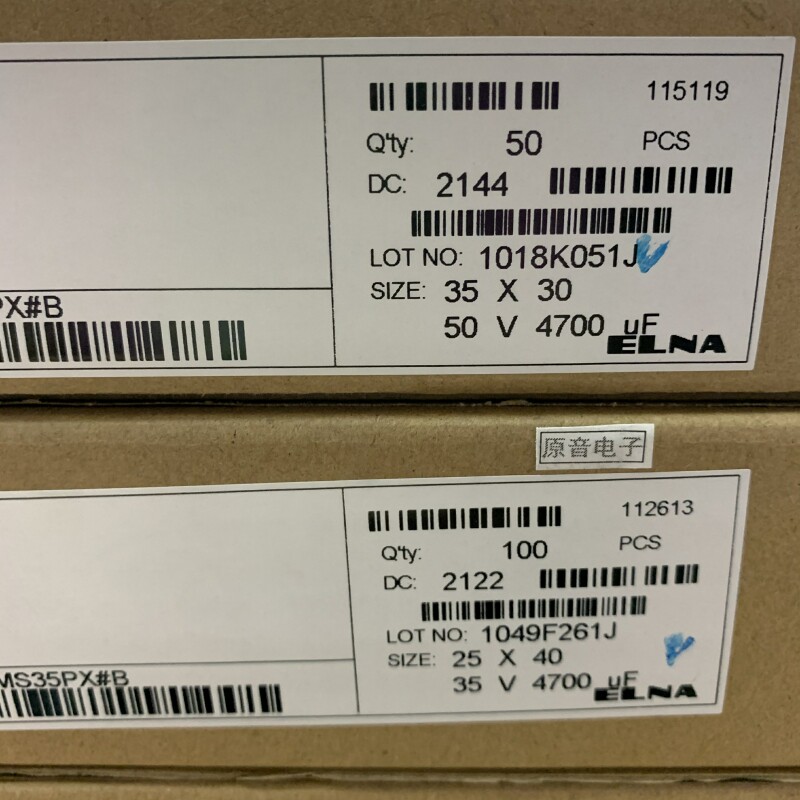 115119
Q'ty: 50 PCS
DC: 2144
LOT NO: 1018K051J
SIZE: 35 X 30
50 V 4700 uF
ELNA
PX#B
原音电子
112613
Q'ty: 100 PCS
DC: 2122
LOT NO: 1049F261J
SIZE: 25 X 40
35 V 4700 uF
ELNA
MS35PX#B